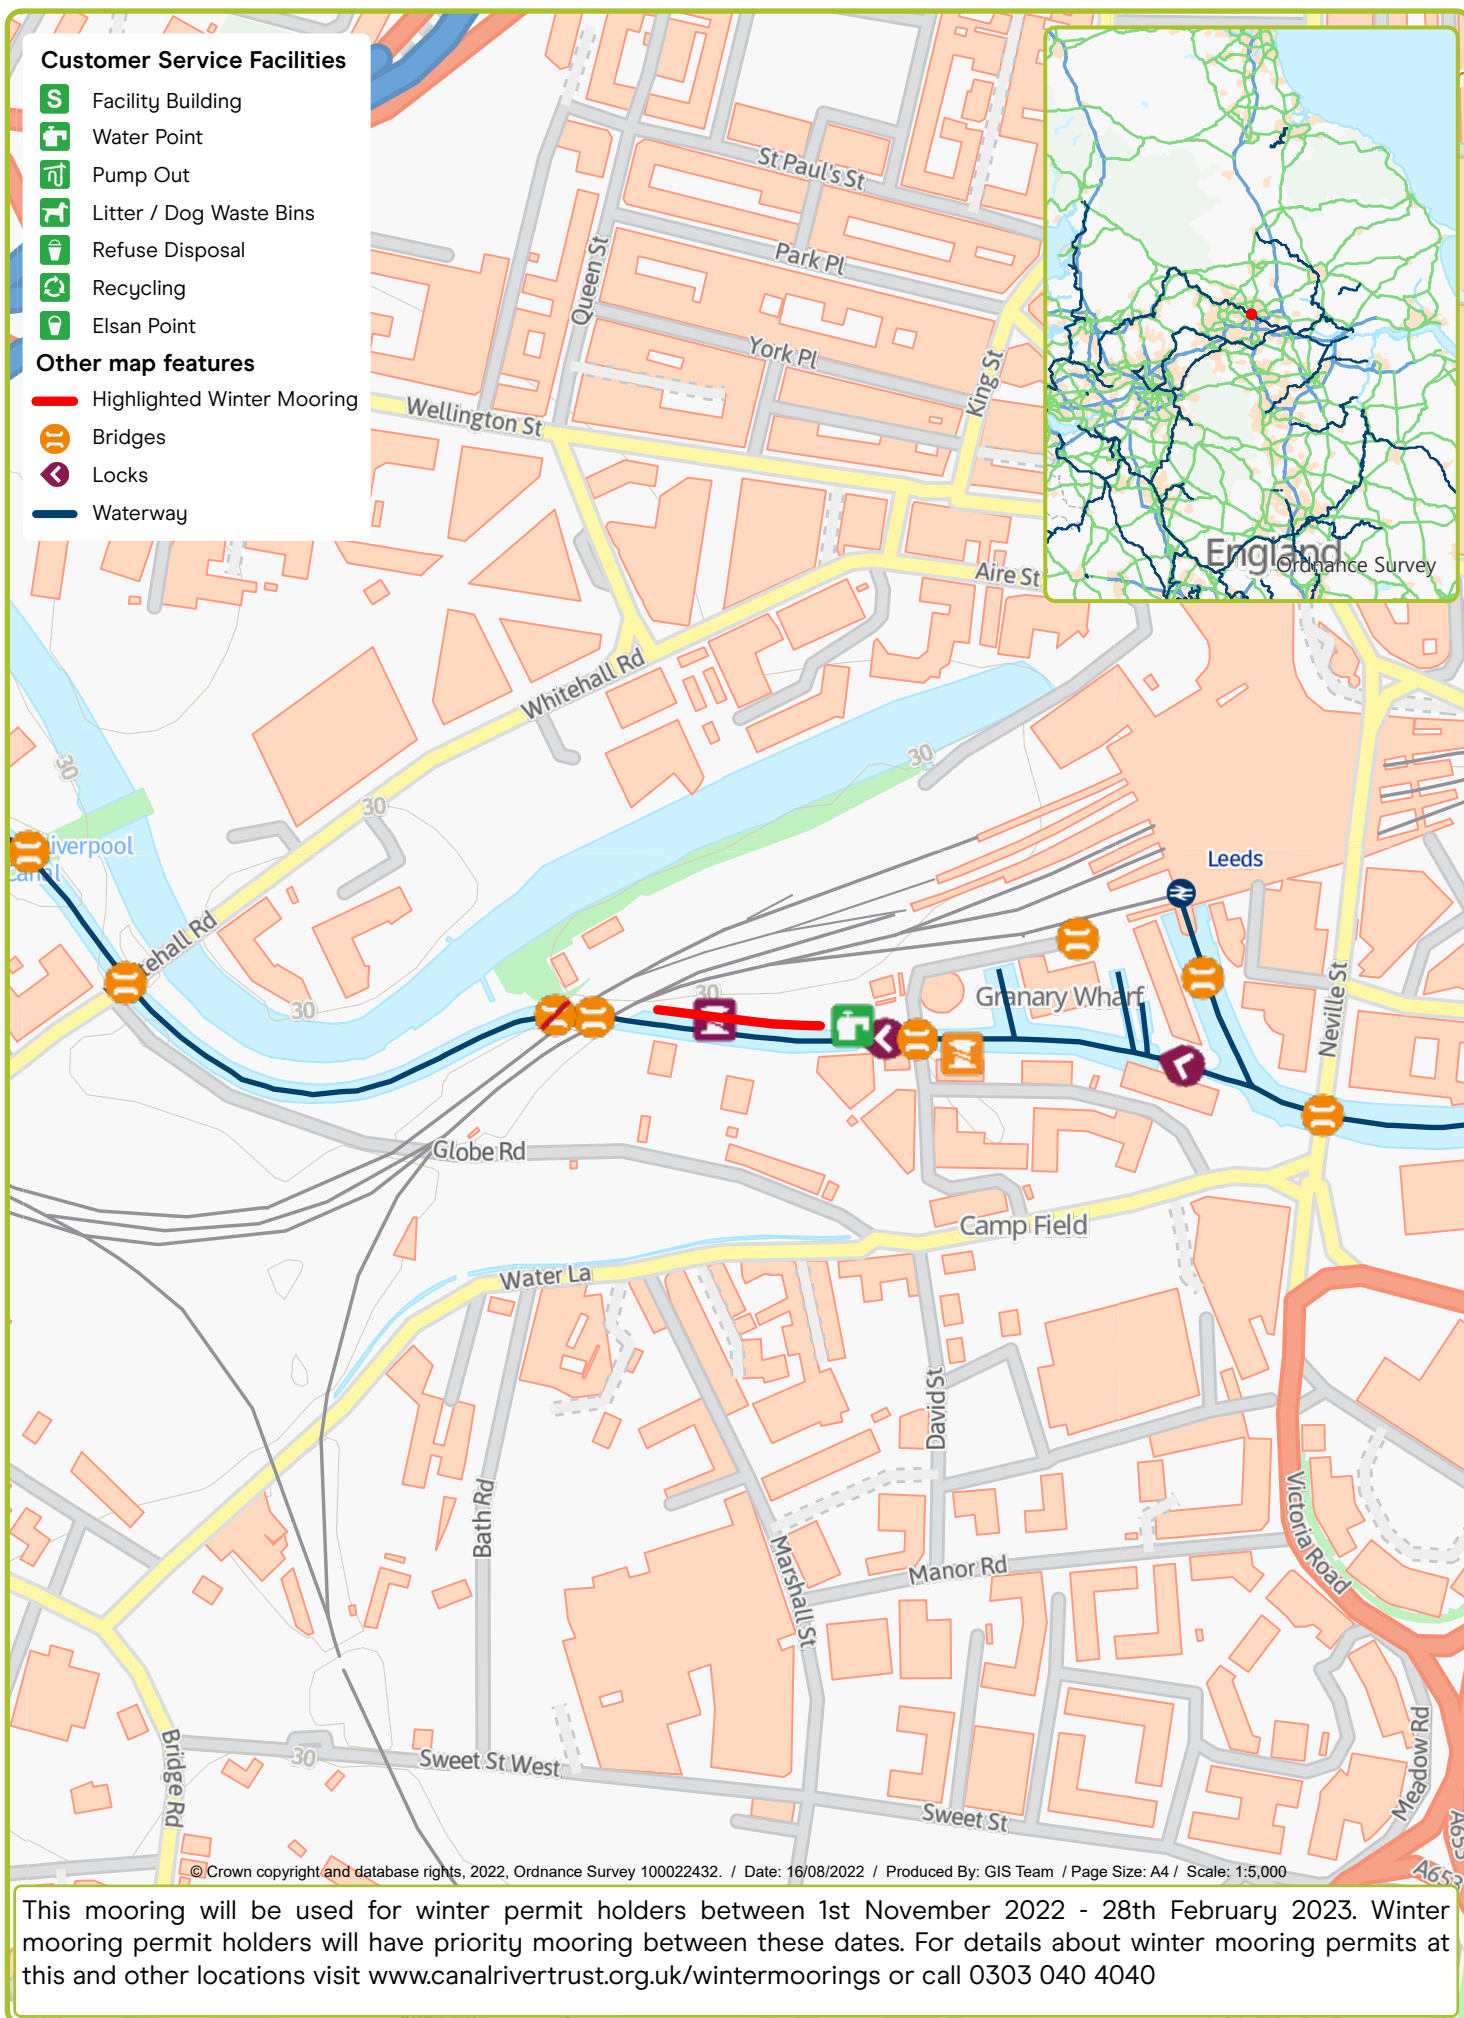 Customer Service Facilities
S Facility Building
Water Point
Pump Out
Litter / Dog Waste Bins
Refuse Disposal
Recycling
Elsan Point
Other map features
Highlighted Winter Mooring
Bridges
Locks
Waterway
England
Ordnance Survey
St Paul's St
Park Pl
Queen St
York Pl
King St
Wellington St
Aire St
Whitehall Rd
30
30
30
iverpool
Canal
Leeds
tehall Rd
30
30
Granary Wharf
Neville St
Globe Rd
Camp Field
Water La
David St
Bath Rd
Victoria Road
Marshall St
Manor Rd
Bridge Rd
30
Sweet St West
Meadow Rd
Sweet St
A653
A653
© Crown copyright and database rights, 2022, Ordnance Survey 100022432. / Date: 16/08/2022 / Produced By: GIS Team / Page Size: A4 / Scale: 1:5,000
This mooring will be used for winter permit holders between 1st November 2022 - 28th February 2023. Winter
mooring permit holders will have priority mooring between these dates. For details about winter mooring permits at
this and other locations visit www.canalrivertrust.org.uk/wintermoorings or call 0303 040 4040